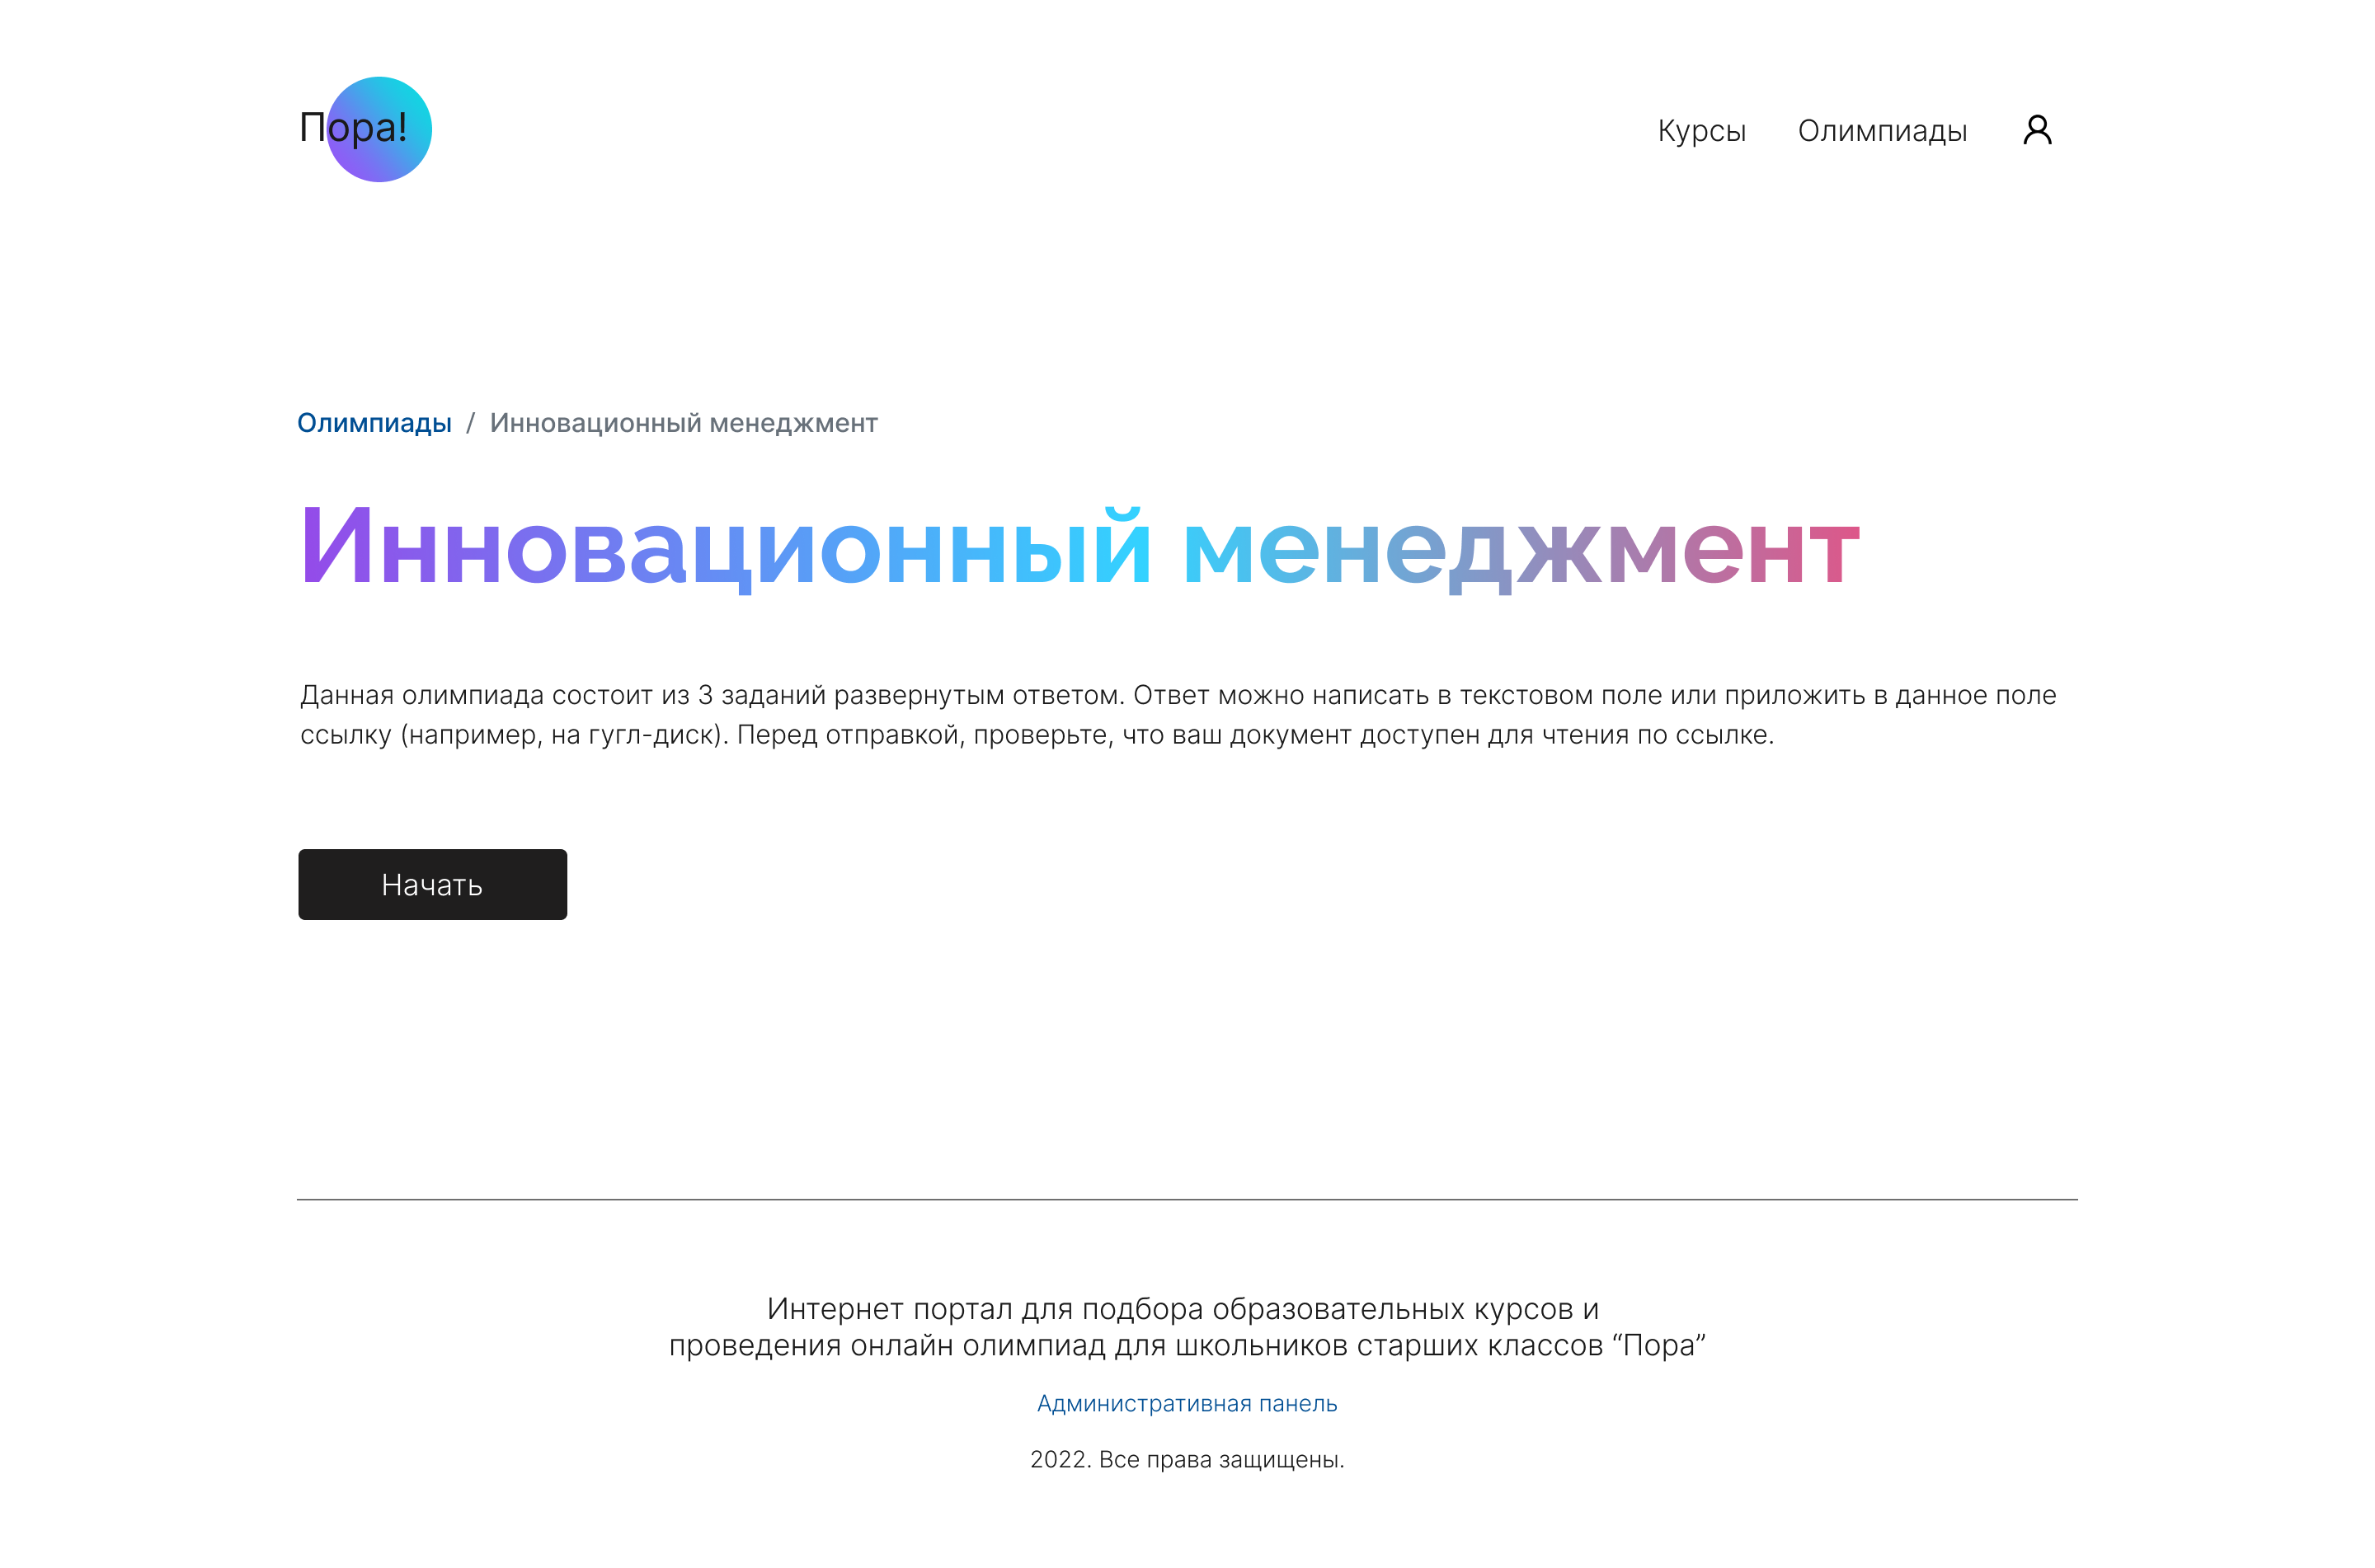 Пора!
Курсы
Олимпиады
Олимпиады / Инновационный менеджмент
Инновационный менеджмент
Данная олимпиада состоит из 3 заданий развернутым ответом. Ответ можно написать в текстовом поле или приложить в данное поле
ссылку (например, на гугл-диск). Перед отправкой, проверьте, что ваш документ доступен для чтения по ссылке.
Начать
Интернет портал для подбора образовательных курсов и
проведения онлайн олимпиад для школьников старших классов “Пора”
Административная панель
2022. Все права защищены.